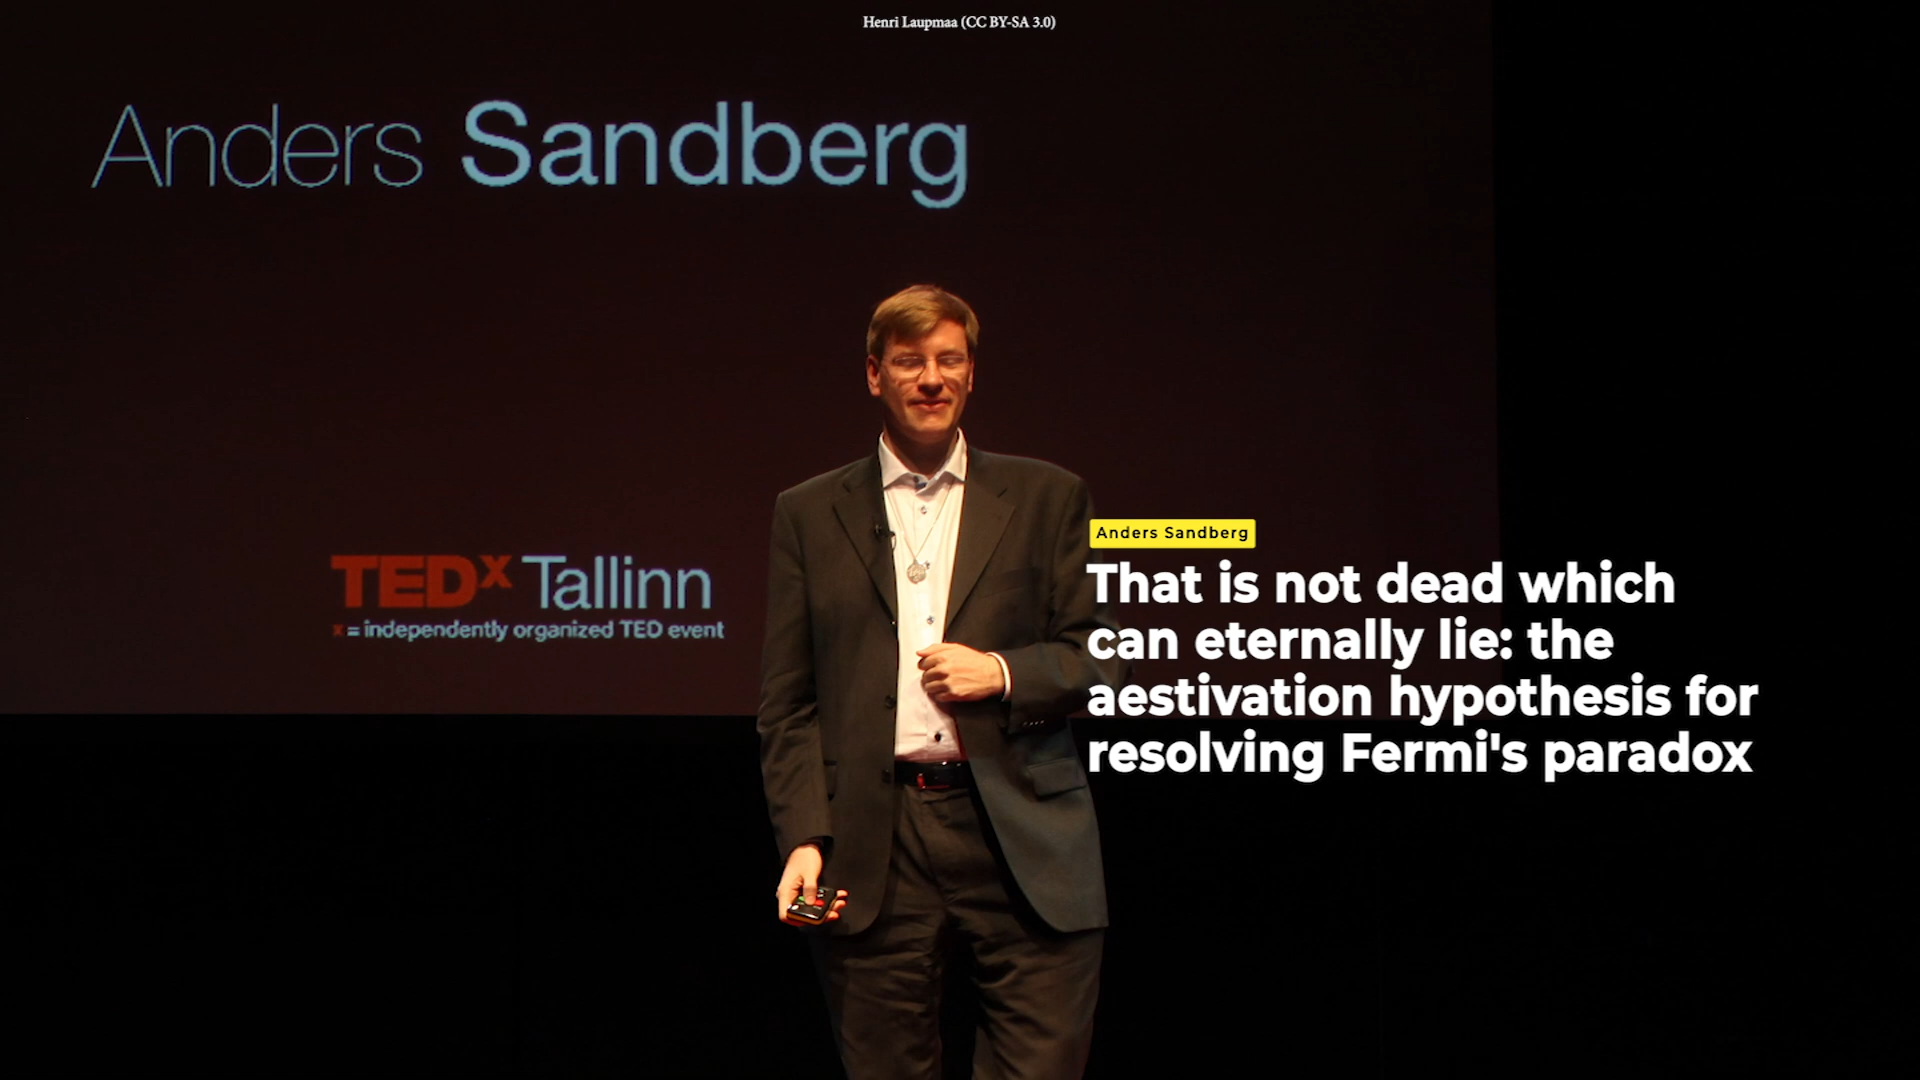 Henri Laupmaa (CC BY-SA 3.0)
Anders Sandberg
TEDx Tallinn
x = independently organized TED event
Anders Sandberg
That is not dead which
can eternally lie: the
aestivation hypothesis for
resolving Fermi's paradox